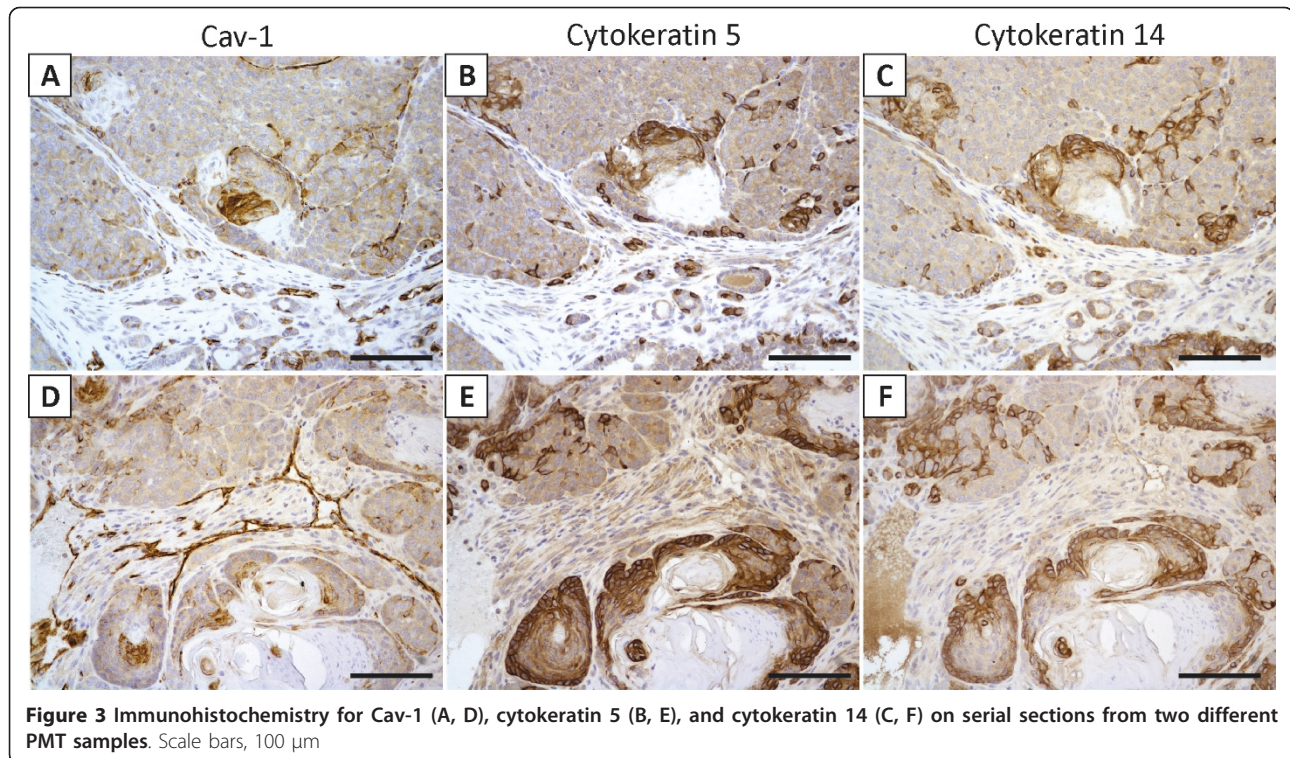 Cav-1 Cytokeratin 5 Cytokeratin 14
A B C
D E F
Figure 3 Immunohistochemistry for Cav-1 (A, D), cytokeratin 5 (B, E), and cytokeratin 14 (C, F) on serial sections from two different
PMT samples. Scale bars, 100 μm